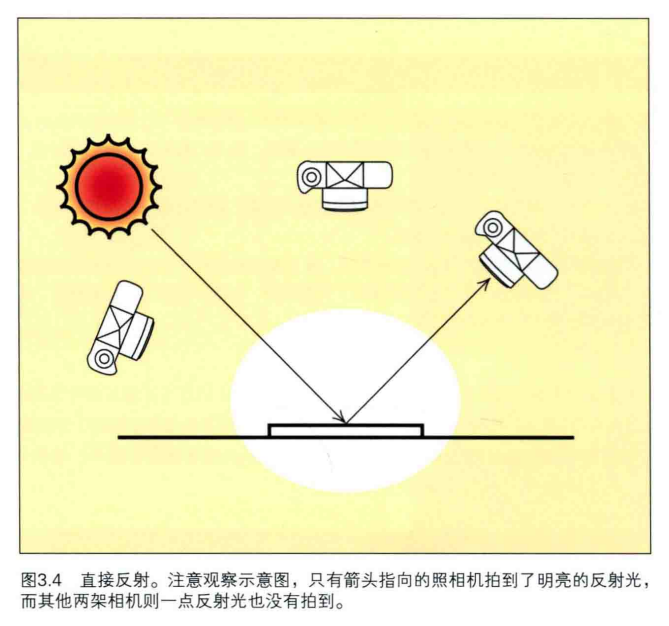 图3.4 直接反射。注意观察示意图，只有箭头指向的照相机拍到了明亮的反射光，
而其他两架相机则一点反射光也没有拍到。